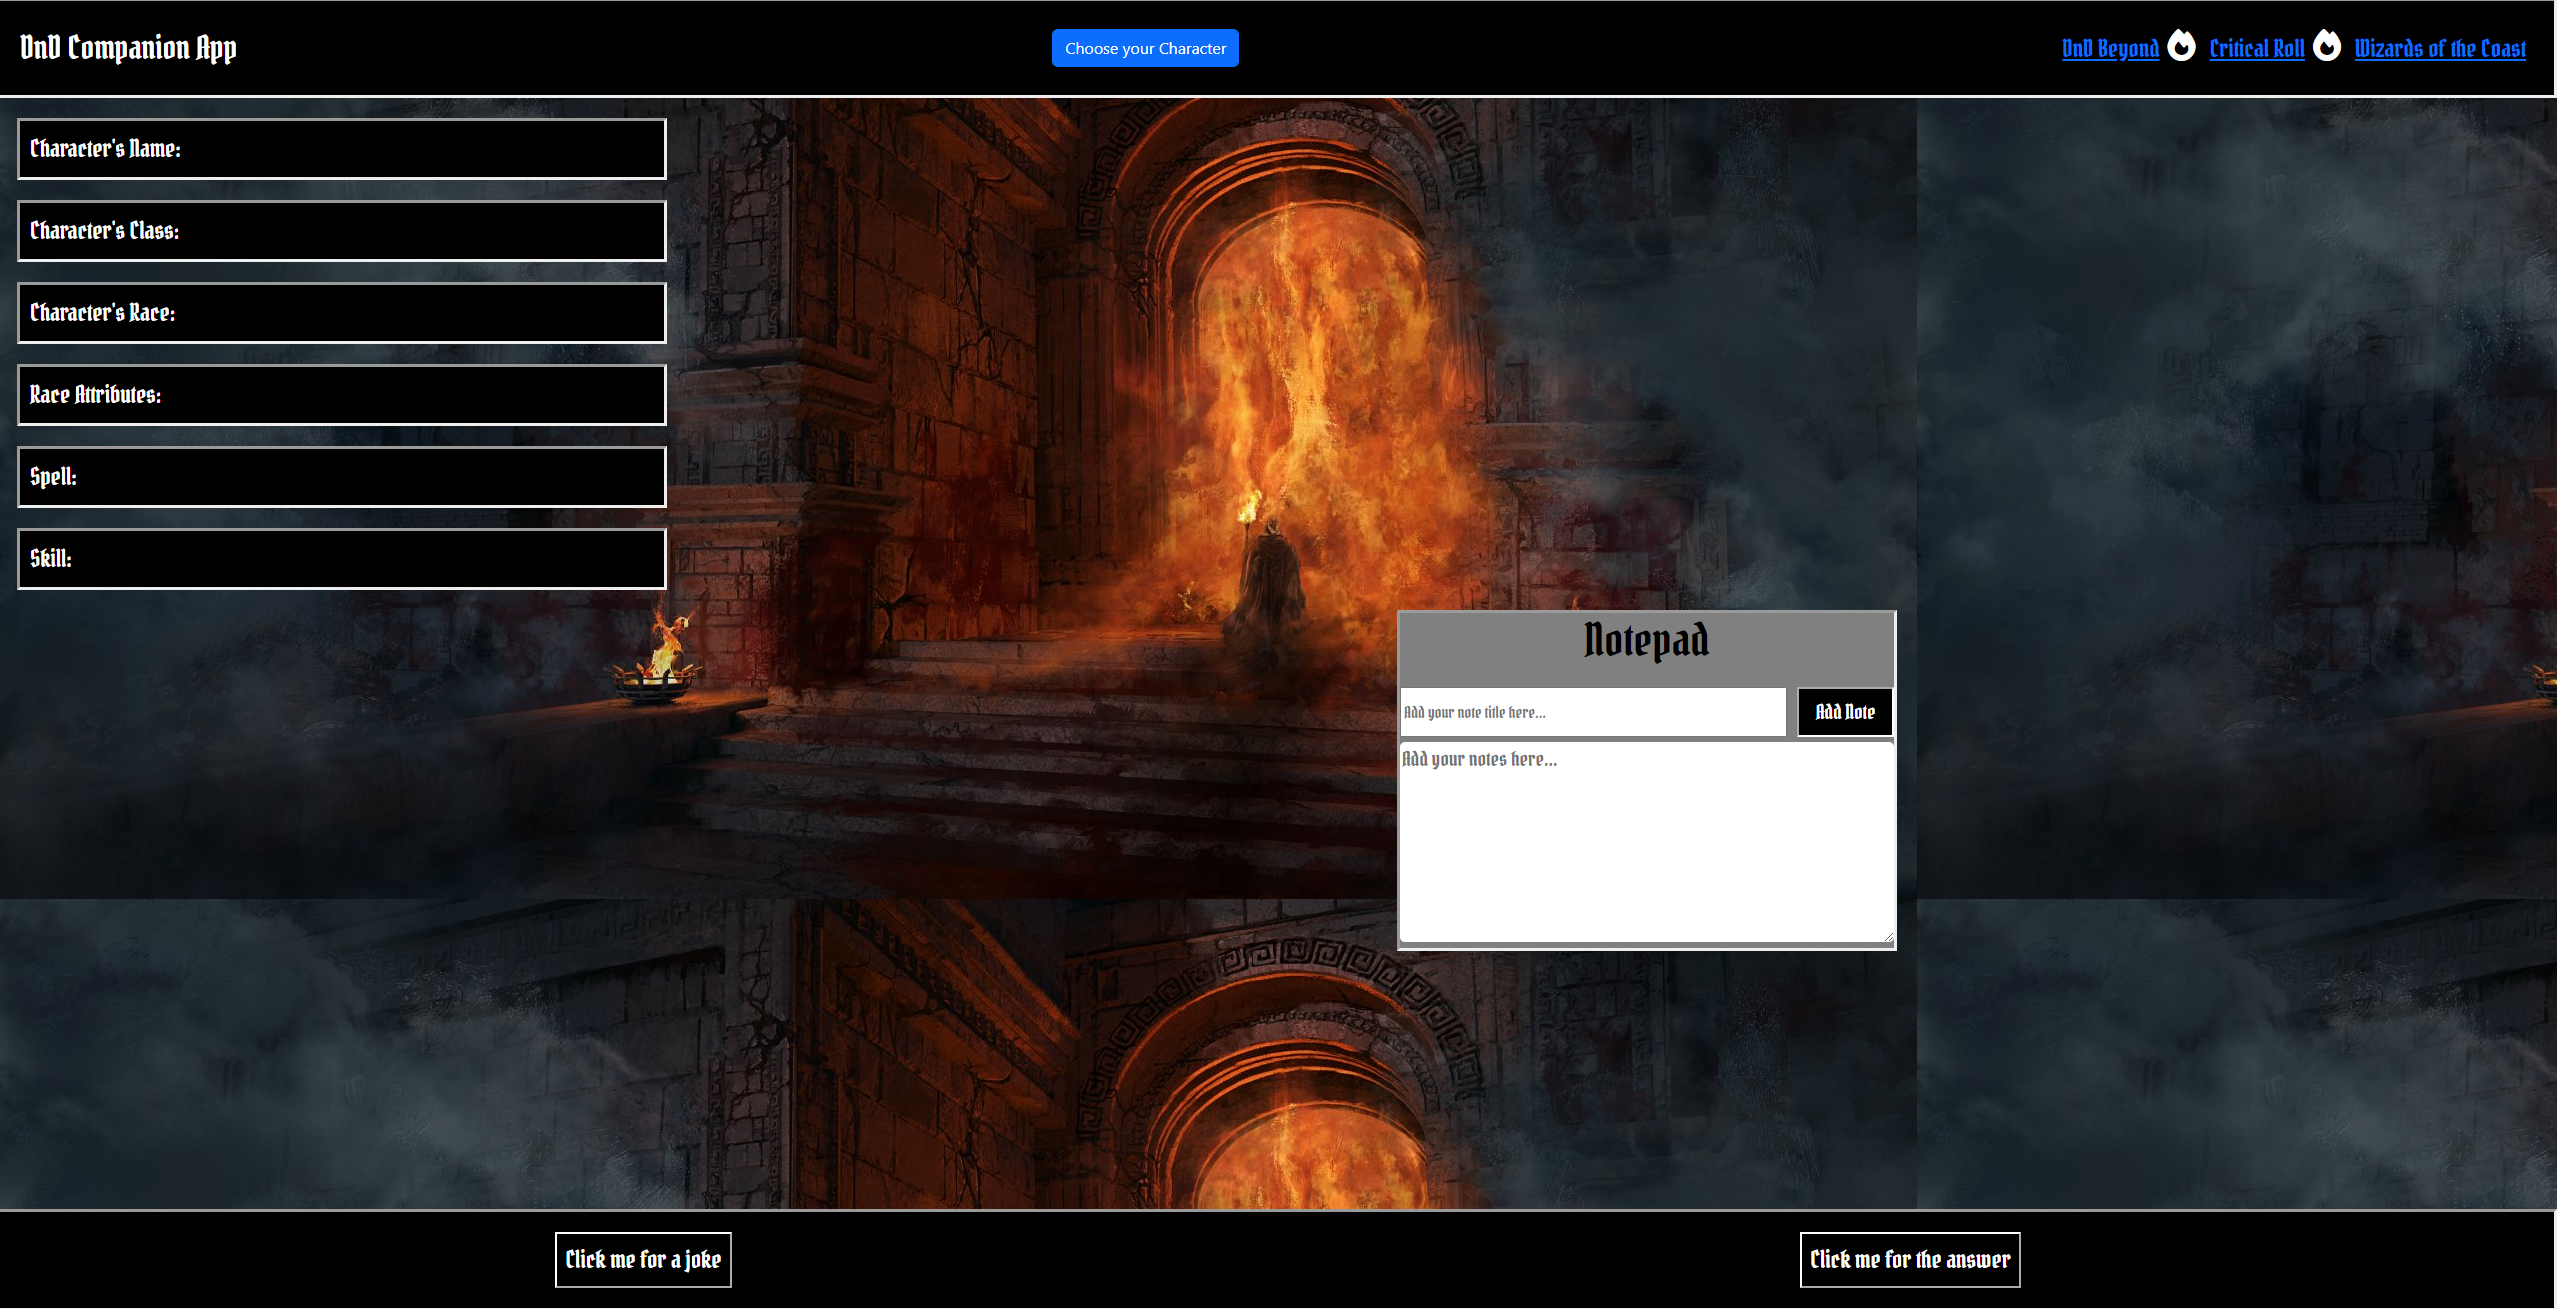 DnD Companion App
Choose your Character
DnD Beyond Critical Roll Wizards of the Coast
Character's Name:
Character's Class:
Character's Race:
Race Attributes:
Spell:
Skill:
Notepad
Add your note title here...
Add Note
Add your notes here...
Click me for a joke
Click me for the answer